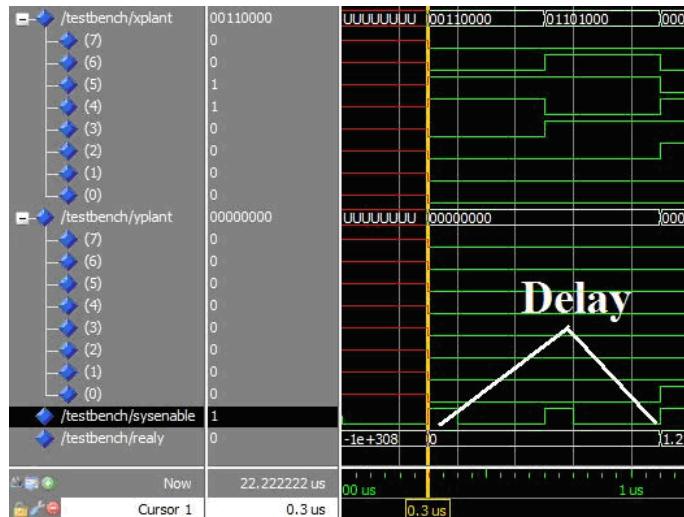 /testbench/xplant 00110000 UUUUUUUU 00110000 01101000 000
(7) 0
(6) 0
(5) 1
(4) 1
(3) 0
(2) 0
(1) 0
(0) 0
/testbench/yplant 00000000 UUUUUUUU 00000000 000
(7) 0
(6) 0
(5) 0
(4) 0
(3) 0
(2) 0
(1) 0
(0) 0
Delay
/testbench/sysenable 1
/testbench/realy 0 -1e+308 0 1.2
Now 22.222222 us 00 us 1 us
Cursor 1 0.3 us 0.3 us